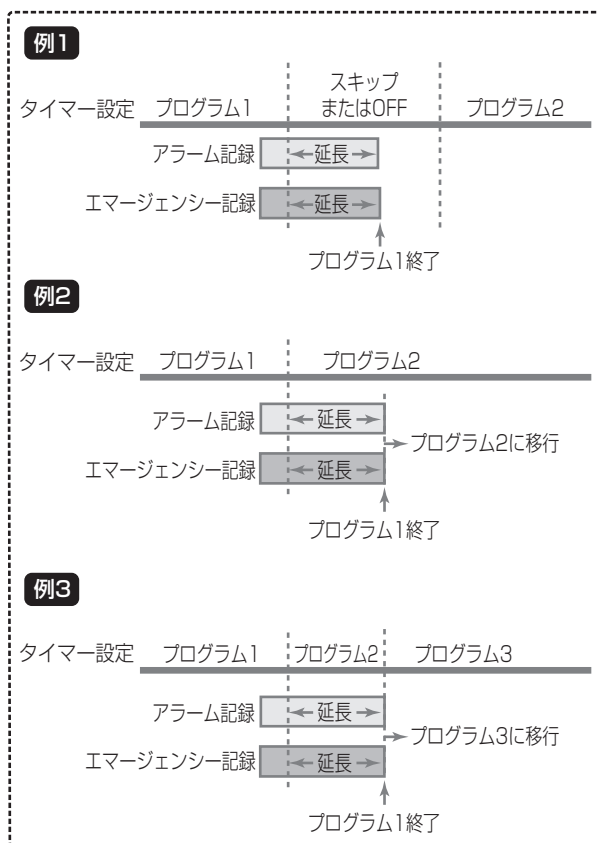 例1
スキップ
タイマー設定 プログラム1 またはOFF プログラム2
アラーム記録 延長
エマージェンシー記録 延長
プログラム1終了
例2
タイマー設定 プログラム1 プログラム2
アラーム記録 延長
プログラム2に移行
エマージェンシー記録 延長
プログラム1終了
例3
タイマー設定 プログラム1 プログラム2 プログラム3
アラーム記録 延長
プログラム3に移行
エマージェンシー記録 延長
プログラム1終了